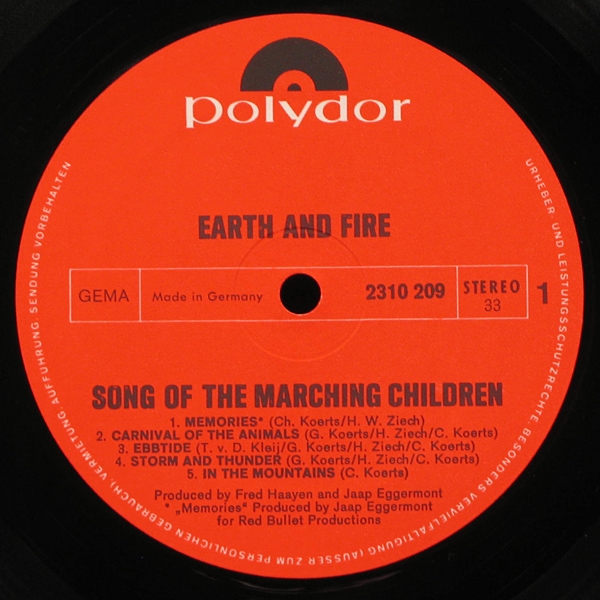 polydor
EARTH AND FIRE
GEMA
Made in Germany
2310 209
STEREO
33
1
SONG OF THE MARCHING CHILDREN
1. MEMORIES* (Ch. Koerts/H. W. Ziech)
2. CARNIVAL OF THE ANIMALS (G. Koerts/H. Ziech/C. Koerts)
3. EBBTIDE (T. v. D. Kleij/G. Koerts/H. Ziech/C. Koerts)
4. STORM AND THUNDER (G. Koerts/H. Ziech/C. Koerts)
5. IN THE MOUNTAINS (C. Koerts)
Produced by Fred Haayen and Jaap Eggermont
* „Memories“ Produced by Jaap Eggermont
for Red Bullet Productions
URHEBER- UND LEISTUNGSSCHUTZRECHTE, BESONDERS VERVIELFÄLTIGUNG (AUSSER ZUM PERSÖNLICHEN GEBRAUCH), VERMIETUNG, AUFFÜHRUNG, SENDUNG VORBEHALTEN